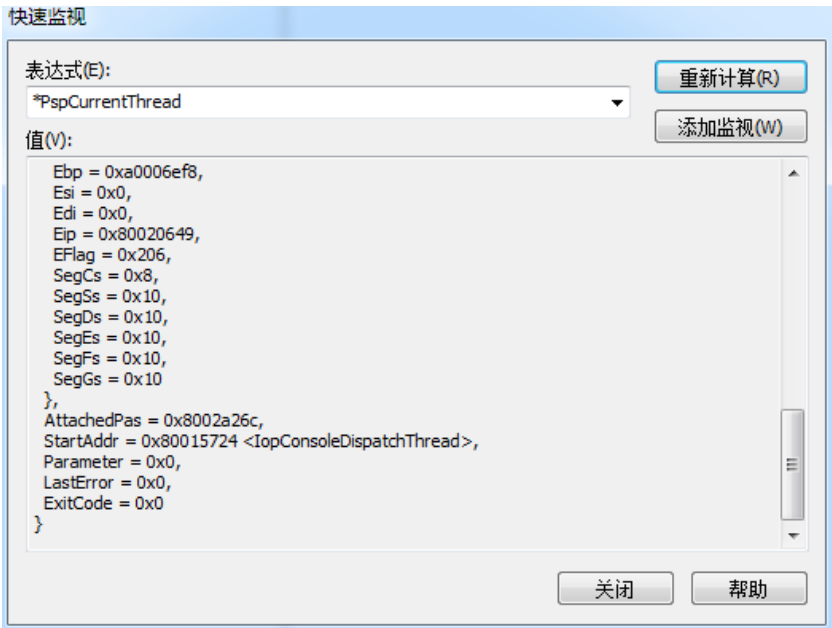 快速监视
表达式(E):
重新计算(R)
*PspCurrentThread
添加监视(W)
值(V):
Ebp = 0xa0006ef8,
Esi = 0x0,
Edi = 0x0,
Eip = 0x80020649,
EFlag = 0x206,
SegCs = 0x8,
SegSs = 0x10,
SegDs = 0x10,
SegEs = 0x10,
SegFs = 0x10,
SegGs = 0x10
},
AttachedPas = 0x8002a26c,
StartAddr = 0x80015724 <IopConsoleDispatchThread>,
Parameter = 0x0,
LastError = 0x0,
ExitCode = 0x0
}
关闭
帮助